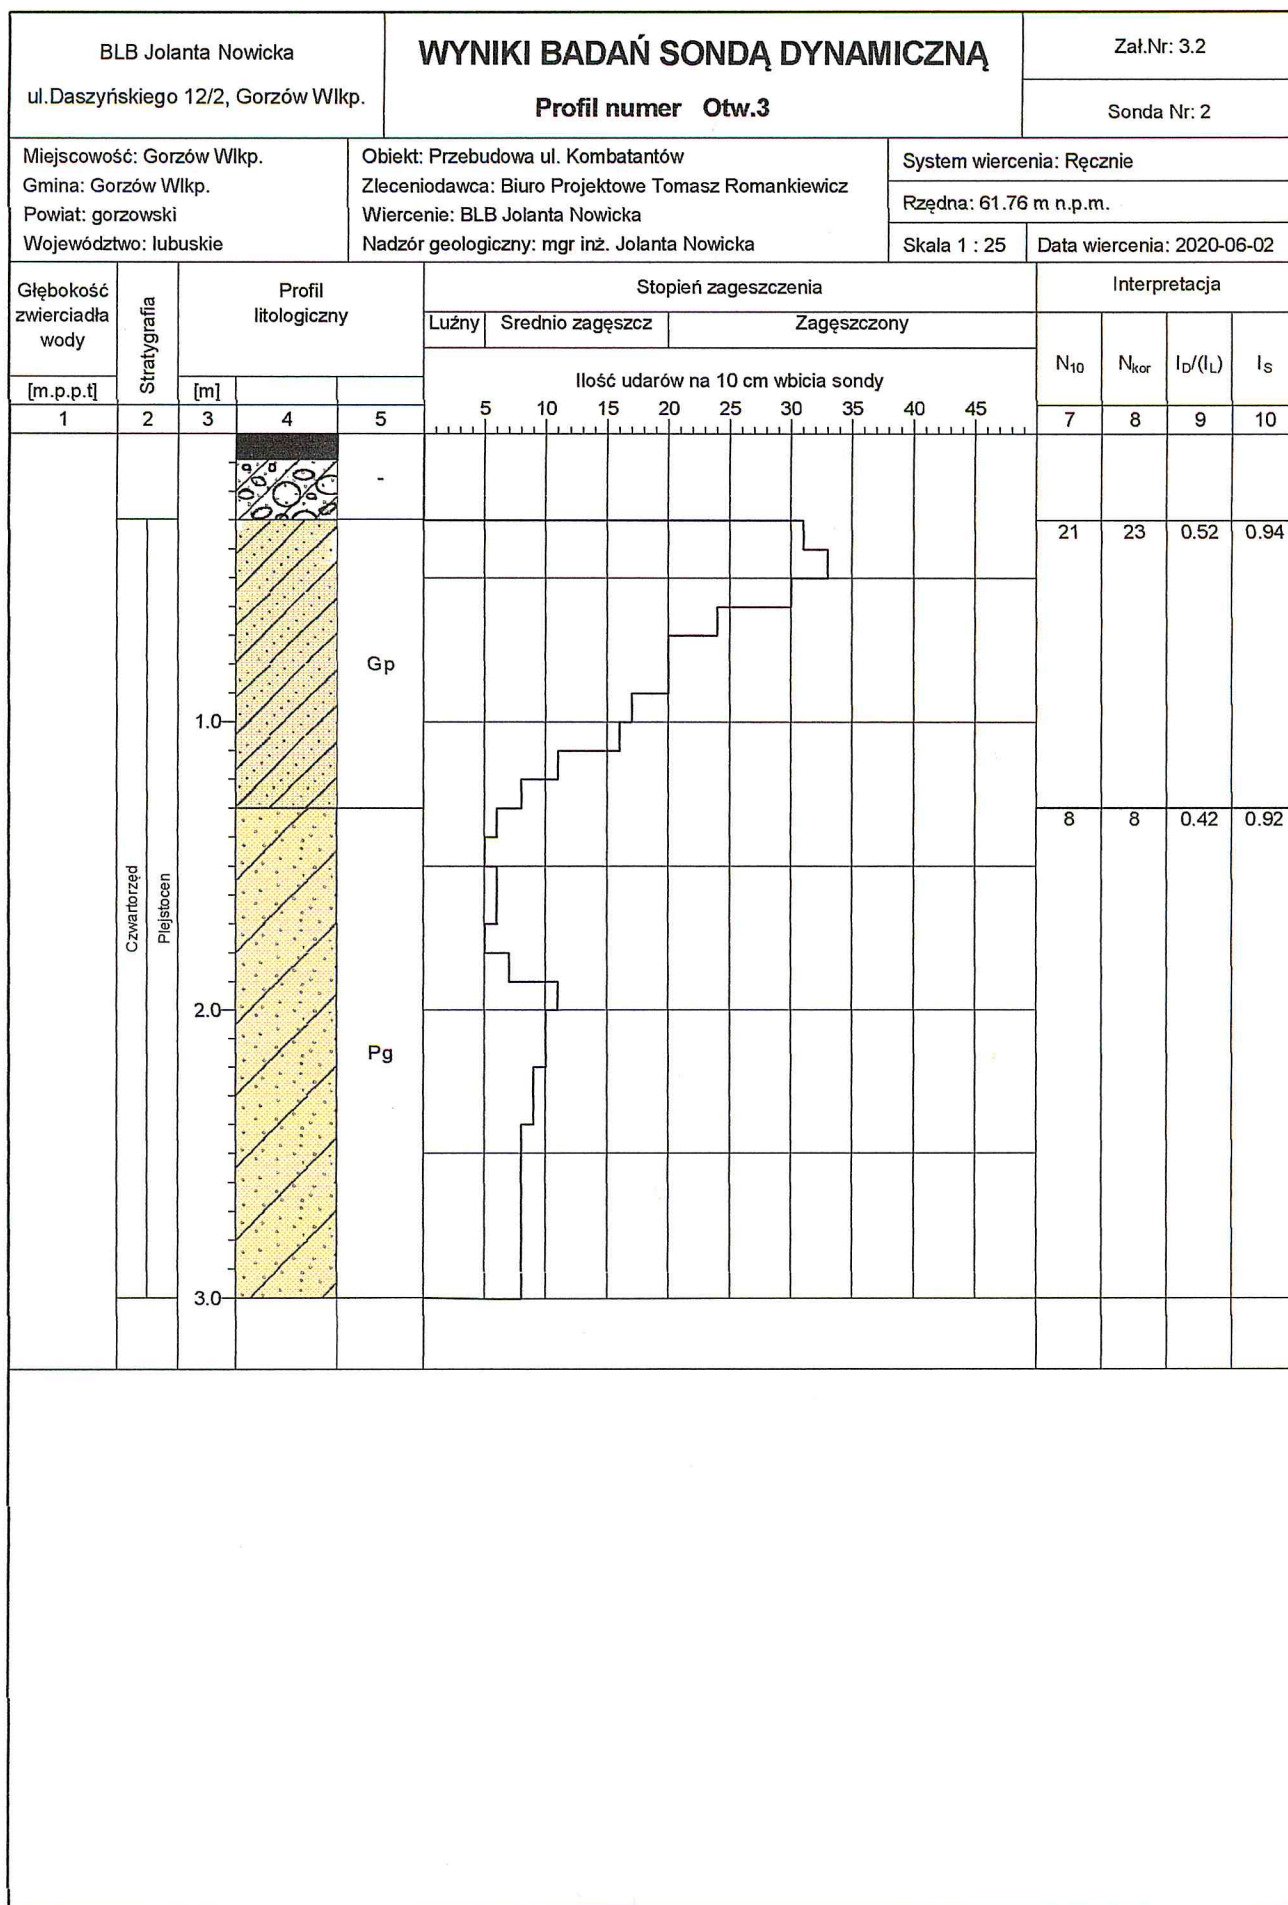 BLB Jolanta Nowicka
ul.Daszyńskiego 12/2, Gorzów Wlkp.
WYNIKI BADAŃ SONDĄ DYNAMICZNĄ
Profil numer Otw.3
Zał.Nr: 3.2
Sonda Nr: 2
Miejscowość: Gorzów Wlkp.
Gmina: Gorzów Wlkp.
Powiat: gorzowski
Województwo: lubuskie
Obiekt: Przebudowa ul. Kombatantów
Zleceniodawca: Biuro Projektowe Tomasz Romankiewicz
Wiercenie: BLB Jolanta Nowicka
Nadzór geologiczny: mgr inż. Jolanta Nowicka
System wiercenia: Ręcznie
Rzędna: 61.76 m n.p.m.
Skala 1 : 25 Data wiercenia: 2020-06-02
Głębokość
zwierciadła
wody
[m.p.p.t]
Stratygrafia
Profil
litologiczny
[m]
Stopień zageszczenia
Luźny Srednio zagęszcz Zagęszczony
Ilość udarów na 10 cm wbicia sondy
5 10 15 20 25 30 35 40 45
Interpretacja
N10 Nkor ID/(IL) IS
1 2 3 4 5 7 8 9 10
-
21 23 0.52 0.94
Gp
1.0
8 8 0.42 0.92
Czwartorzęd
Plejstocen
2.0
Pg
3.0